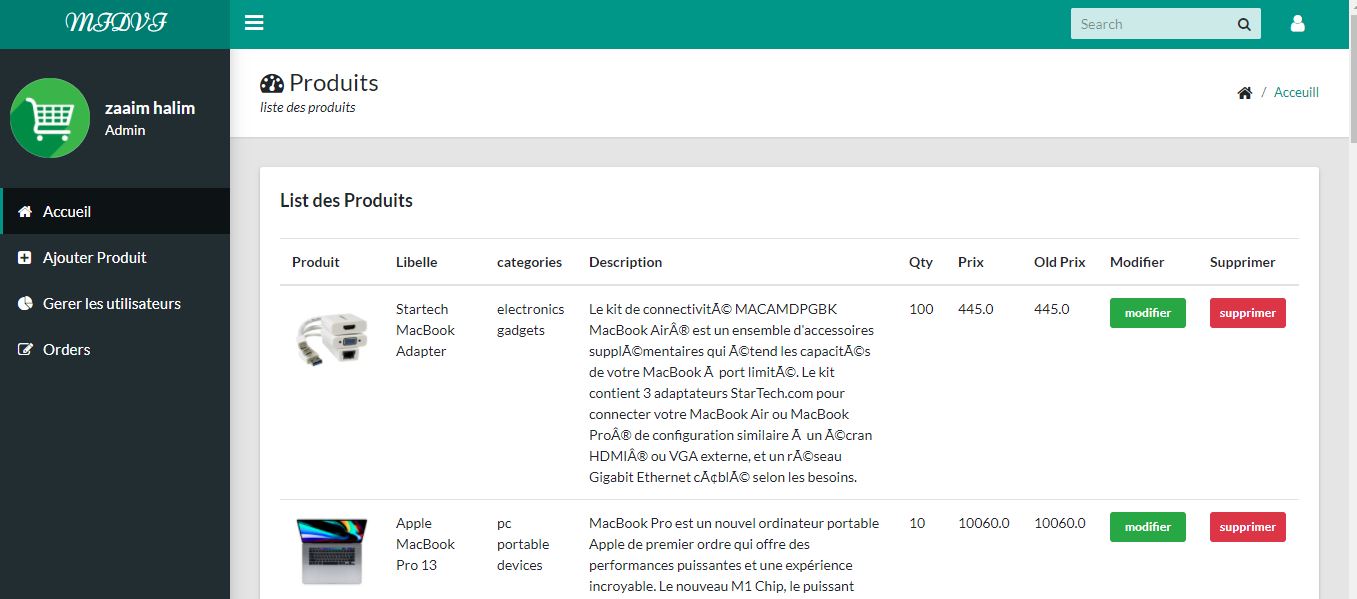 MFDVF
Search
zaaim halim
Admin
Produits
liste des produits
/ Acceuill
Accueil
Ajouter Produit
Gerer les utilisateurs
Orders
List des Produits
Produit Libelle categories Description Qty Prix Old Prix Modifier Supprimer
Startech electronics Le kit de connectivitÃ© MACAMDPGBK 100 445.0 445.0 modifier supprimer
MacBook gadgets MacBook AirÂ® est un ensemble d'accessoires
Adapter supplÃ©mentaires qui Ã©tend les capacitÃ©s
de votre MacBook Ã port limitÃ©. Le kit
contient 3 adaptateurs StarTech.com pour
connecter votre MacBook Air ou MacBook
ProÂ® de configuration similaire Ã un Ã©cran
HDMIÂ® ou VGA externe, et un rÃ©seau
Gigabit Ethernet cÃ¢blÃ© selon les besoins.
Apple pc MacBook Pro est un nouvel ordinateur portable 10 10060.0 10060.0 modifier supprimer
MacBook portable Apple de premier ordre qui offre des
Pro 13 devices performances puissantes et une expérience
incroyable. Le nouveau M1 Chip, le puissant